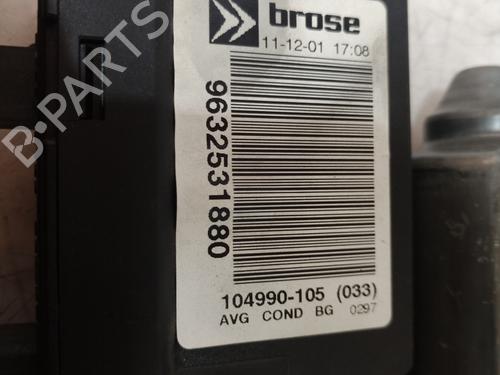 brose
11-12-01 17:08
9632531880
104990-105 (033)
AVG COND BG 0297
B-PARTS